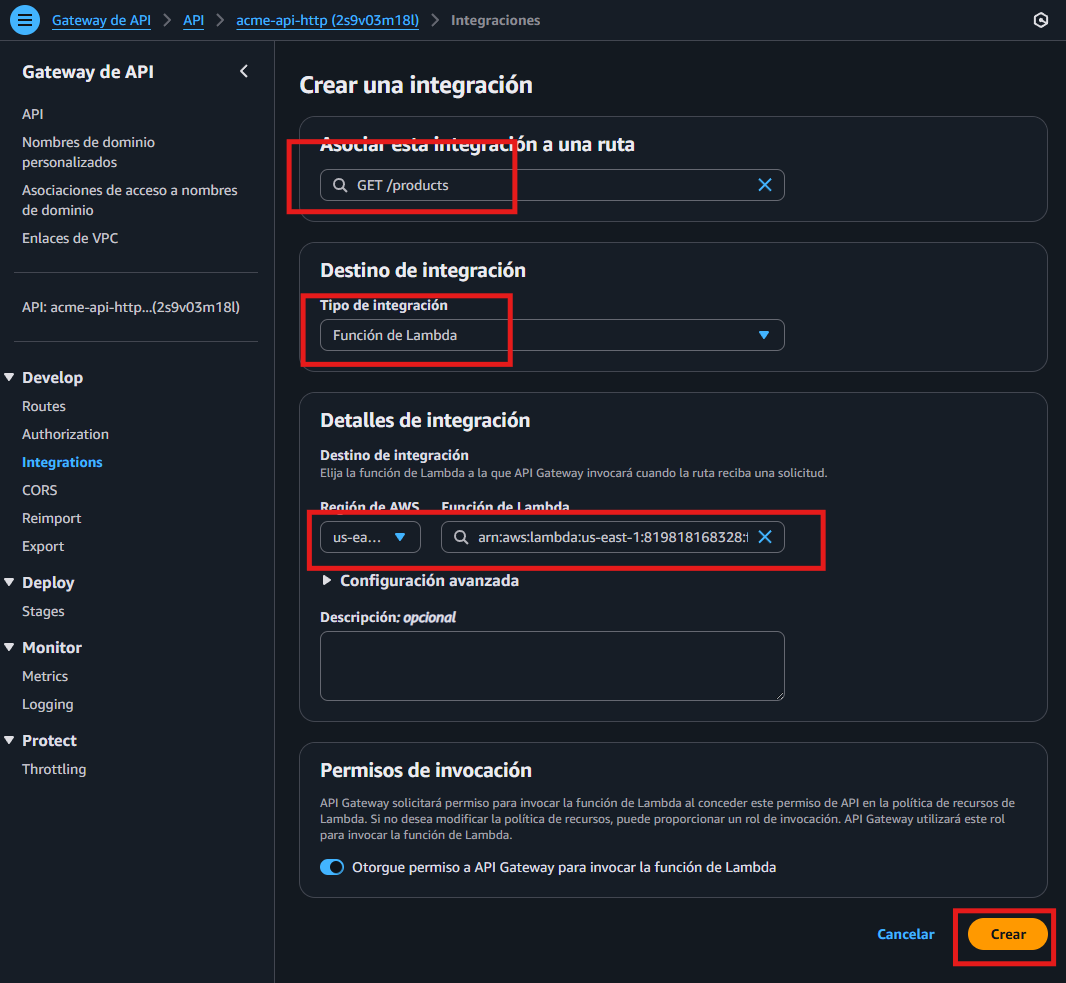 Gateway de API > API > acme-api-http (2s9v03m18l) > Integraciones
Gateway de API
API
Nombres de dominio
personalizados
Asociaciones de acceso a nombres
de dominio
Enlaces de VPC
API: acme-api-http...(2s9v03m18l)
Develop
Routes
Authorization
Integrations
CORS
Reimport
Export
Deploy
Stages
Monitor
Metrics
Logging
Protect
Throttling
Crear una integración
Asociar esta integración a una ruta
GET /products
Destino de integración
Tipo de integración
Función de Lambda
Detalles de integración
Destino de integración
Elija la función de Lambda a la que API Gateway invocará cuando la ruta reciba una solicitud.
Región de AWS Función de Lambda
us-ea... arn:aws:lambda:us-east-1:819818168328:
Configuración avanzada
Descripción: opcional
Permisos de invocación
API Gateway solicitará permiso para invocar la función de Lambda al conceder este permiso de API en la política de recursos de
Lambda. Si no desea modificar la política de recursos, puede proporcionar un rol de invocación. API Gateway utilizará este rol
para invocar la función de Lambda.
Otorgue permiso a API Gateway para invocar la función de Lambda
Cancelar Crear